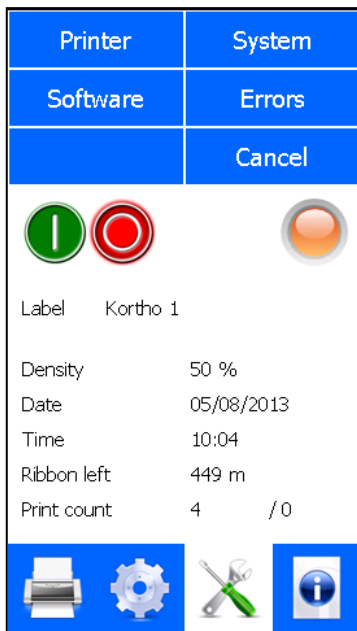 Printer System
Software Errors
Cancel
Label Kortho 1
Density 50 %
Date 05/08/2013
Time 10:04
Ribbon left 449 m
Print count 4 / 0